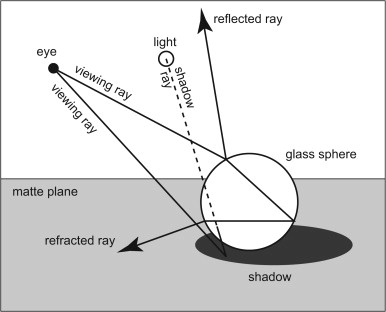 reflected ray
eye
light
viewing ray
shadow
ray
viewing ray
glass sphere
matte plane
refracted ray
shadow